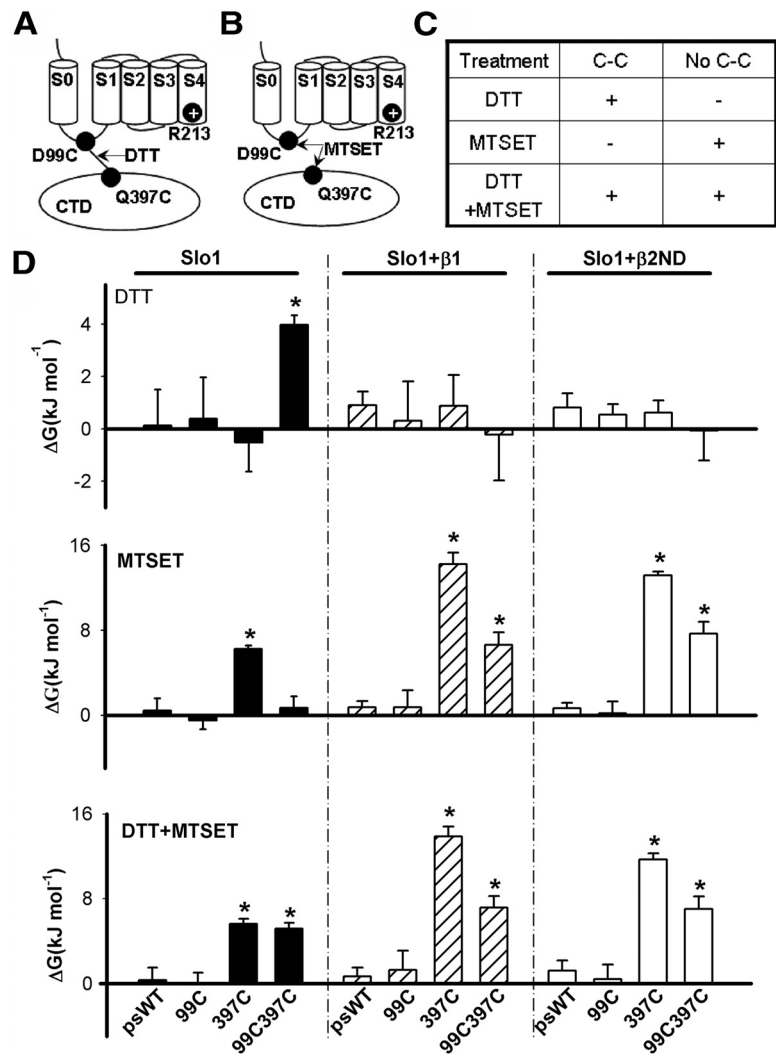 A
S0 S1 S2 S3 S4
+
R213
D99C
DTT
Q397C
CTD
B
S0 S1 S2 S3 S4
+
R213
D99C
MTSET
Q397C
CTD
C
Treatment C-C No C-C
DTT + -
MTSET - +
DTT
+MTSET + +
D
Slo1 Slo1+β1 Slo1+β2ND
DTT
ΔG(kJ mol⁻¹)
4
2
0
-2
*
MTSET
ΔG(kJ mol⁻¹)
16
8
0
* * * * *
DTT+MTSET
ΔG(kJ mol⁻¹)
16
8
0
* * * * * *
psWT 99C 397C 99C397C psWT 99C 397C 99C397C psWT 99C 397C 99C397C